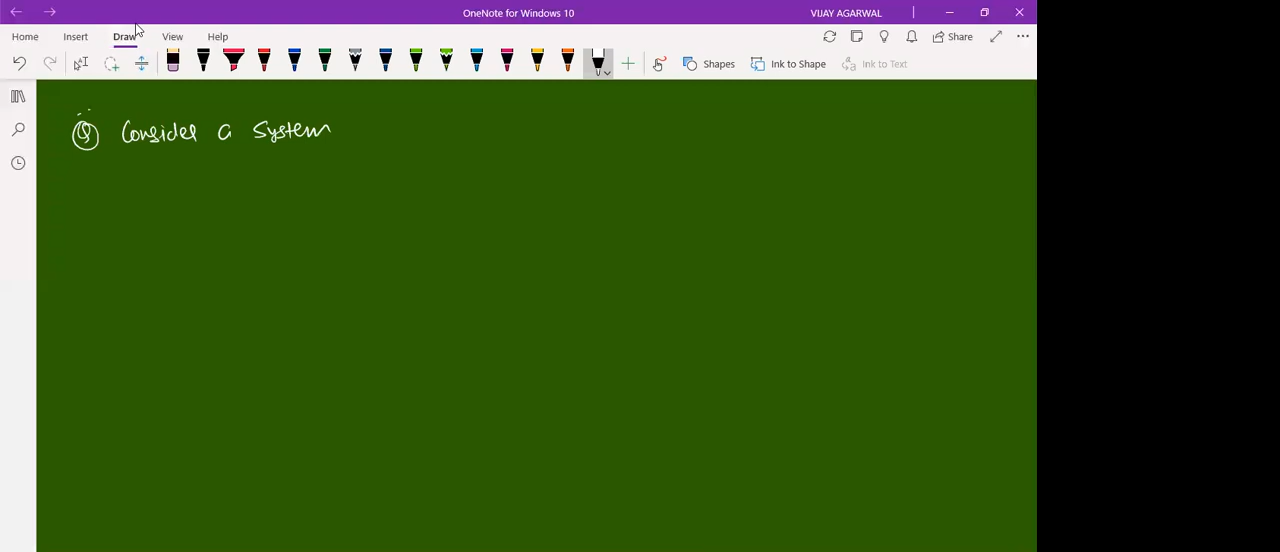 OneNote for Windows 10
VIJAY AGARWAL
Home Insert Draw View Help
Share
Shapes Ink to Shape Ink to Text
Q Consider a System